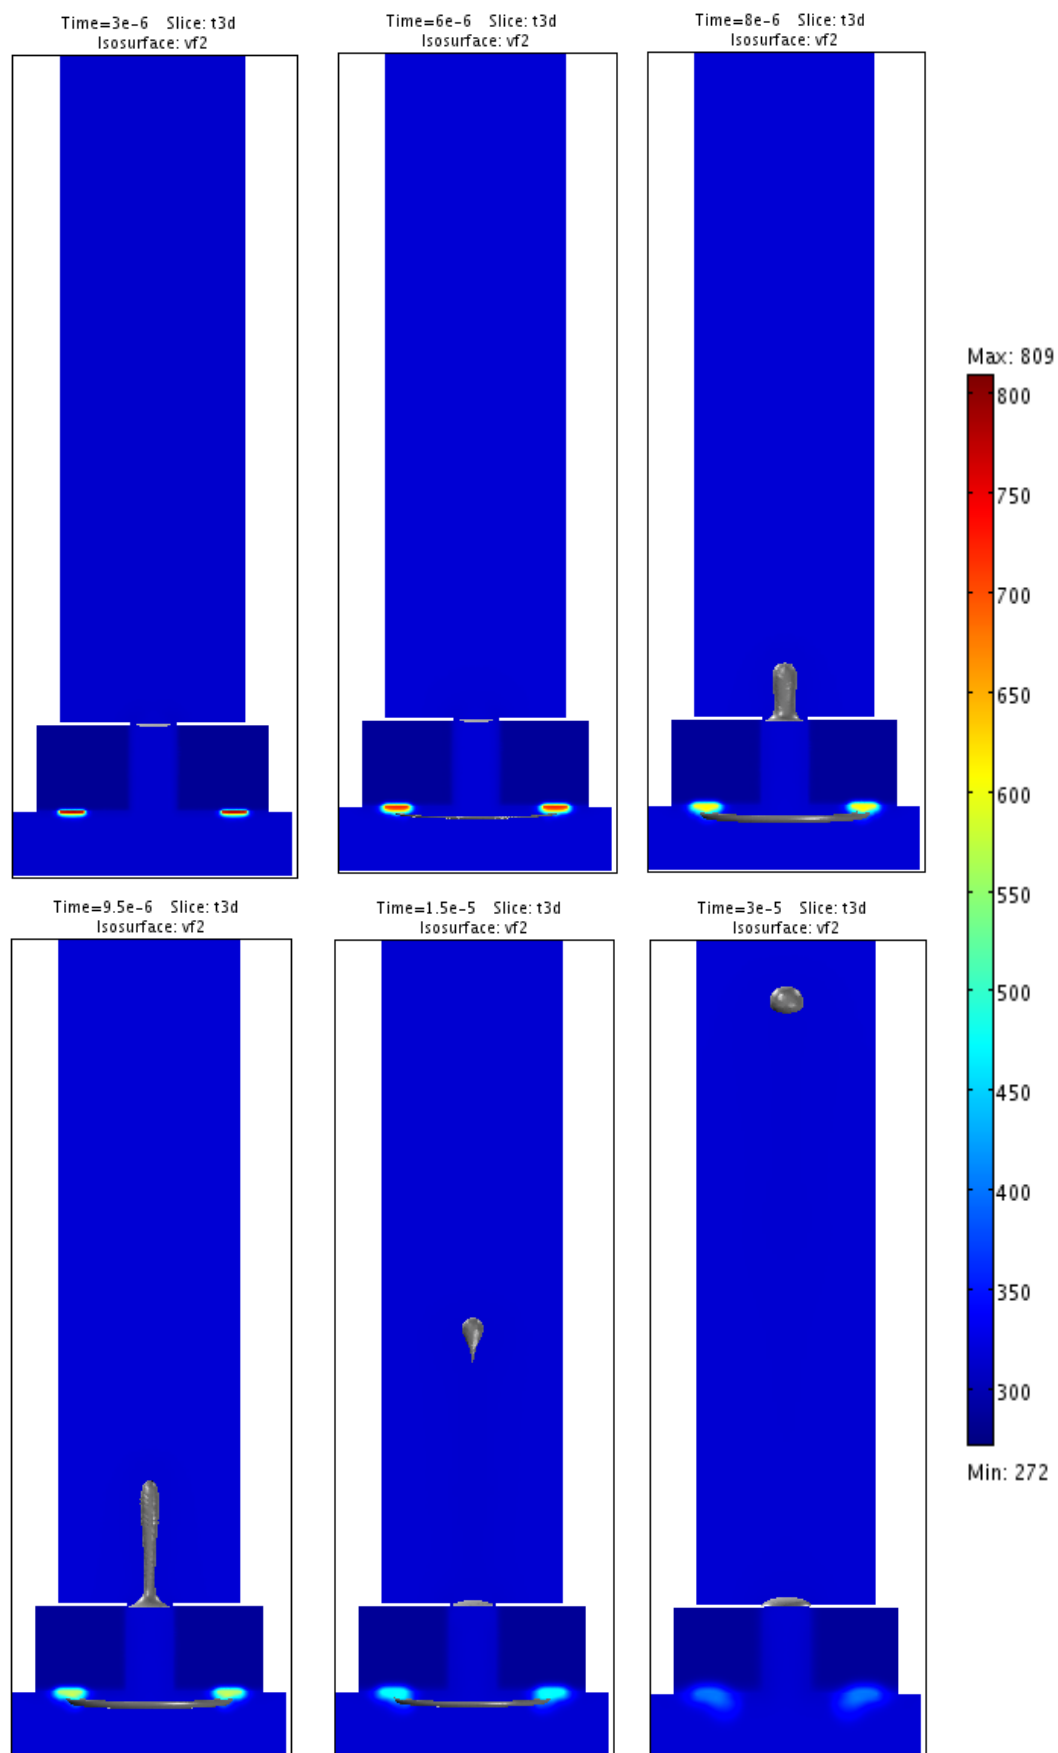 Time=3e-6 Slice: t3d
Isosurface: vf2
Time=6e-6 Slice: t3d
Isosurface: vf2
Time=8e-6 Slice: t3d
Isosurface: vf2
Max: 809
800
750
700
650
600
550
500
450
400
350
300
Min: 272
Time=9.5e-6 Slice: t3d
Isosurface: vf2
Time=1.5e-5 Slice: t3d
Isosurface: vf2
Time=3e-5 Slice: t3d
Isosurface: vf2